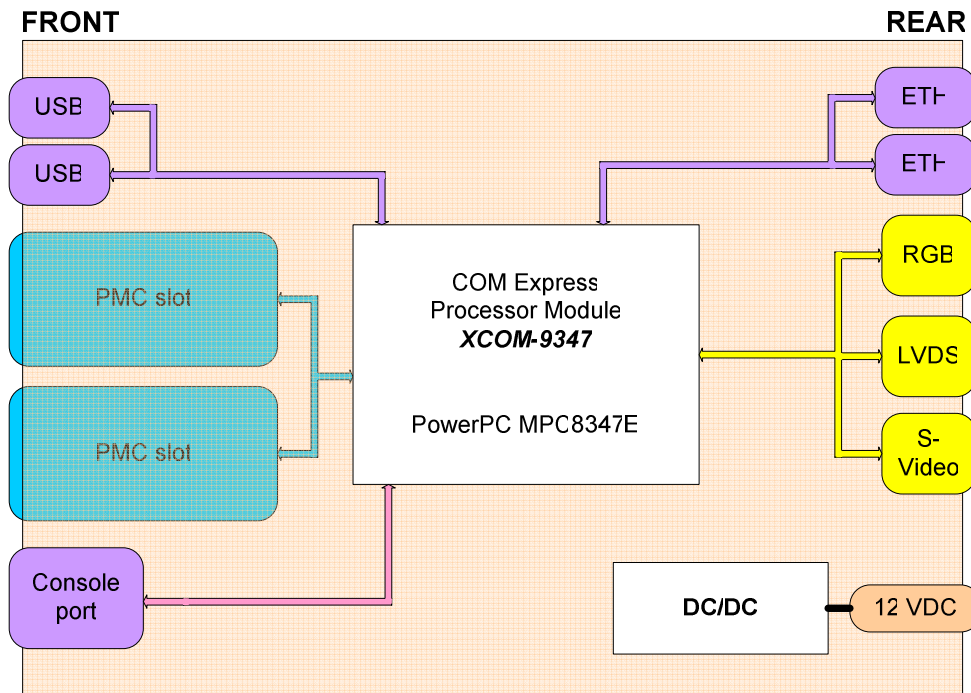 FRONT
REAR
USB
USB
ETH
ETH
PMC slot
PMC slot
COM Express
Processor Module
XCOM-9347
PowerPC MPC8347E
RGB
LVDS
S-
Video
Console
port
DC/DC
12 VDC